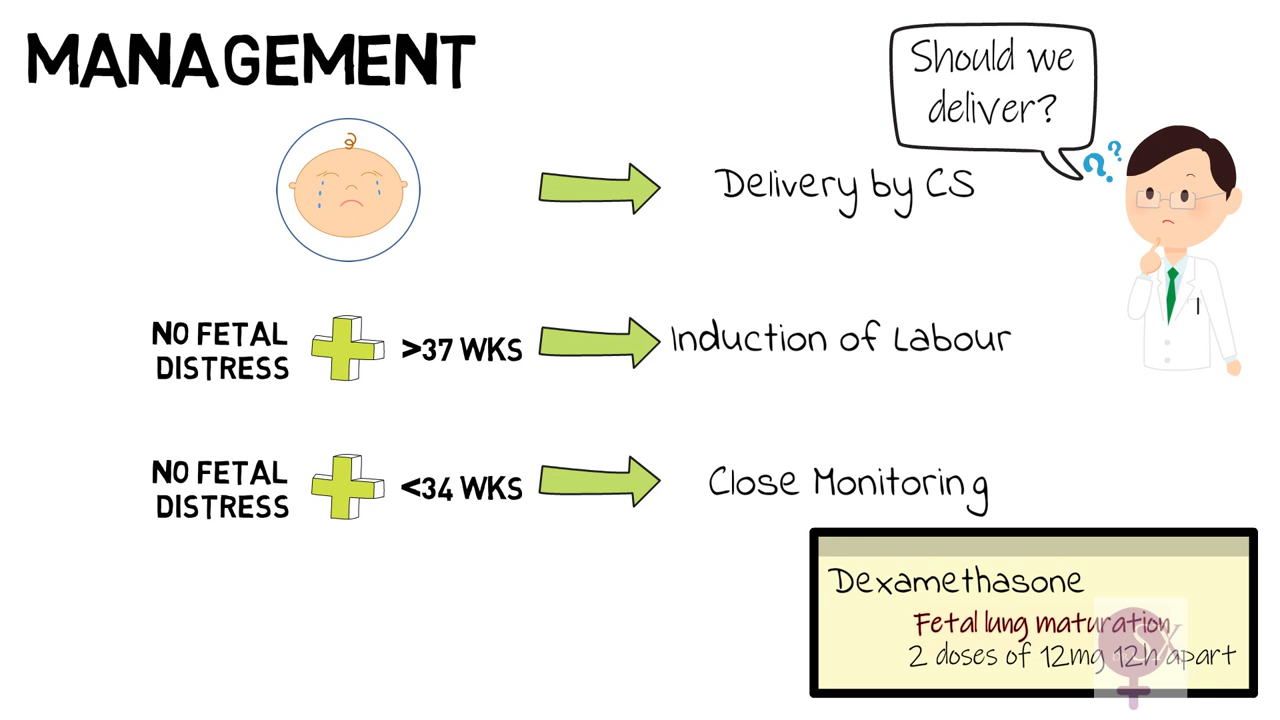 MANAGEMENT
Should we
deliver?
Delivery by CS
NO FETAL
DISTRESS
>37 WKS
Induction of Labour
NO FETAL
DISTRESS
<34 WKS
Close Monitoring
Dexamethasone
Fetal lung maturation
2 doses of 12mg 12h apart